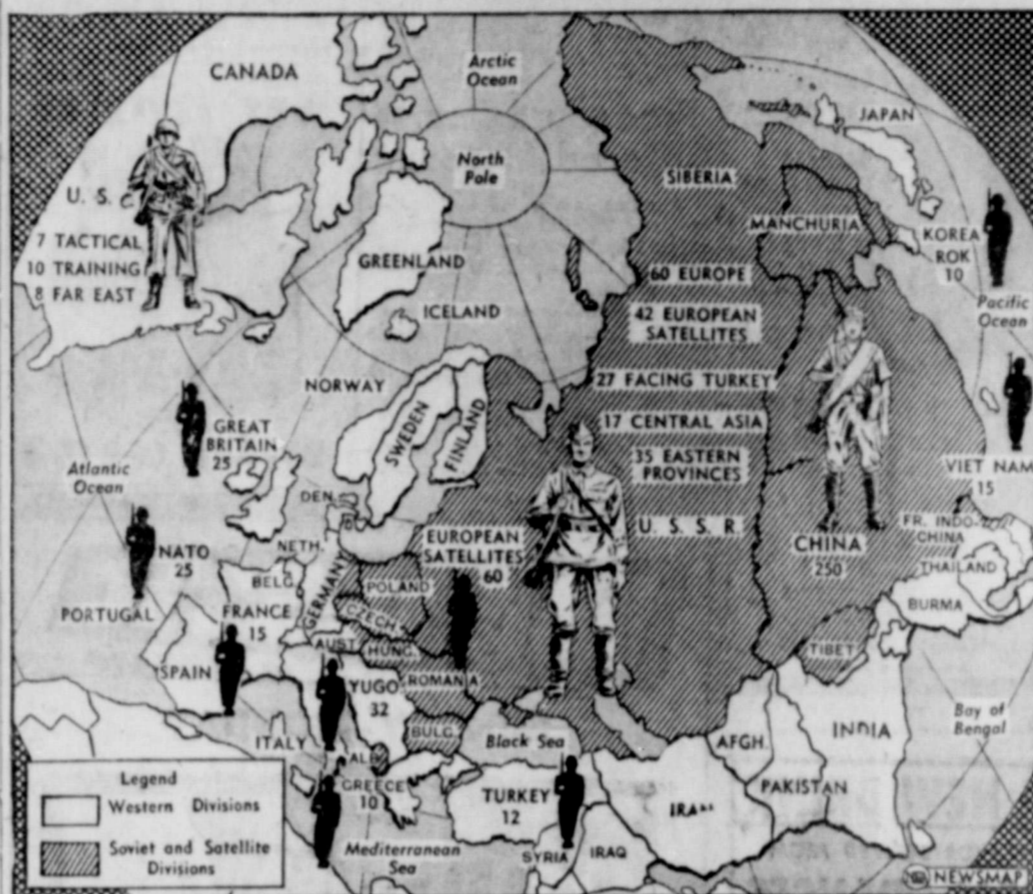 CANADA
Arctic
Ocean
North
Pole
JAPAN
SIBERIA
U. S.
MANCHURIA
7 TACTICAL
10 TRAINING
8 FAR EAST
KOREA
ROK
10
GREENLAND
60 EUROPE
ICELAND
42 EUROPEAN
SATELLITES
Pacific
Ocean
NORWAY
27 FACING TURKEY
SWEDEN
FINLAND
17 CENTRAL ASIA
GREAT
BRITAIN
25
35 EASTERN
PROVINCES
Atlantic
Ocean
VIET NAM
15
DEN.
U. S. S. R.
FR. INDO-
CHINA
EUROPEAN
SATELLITES
60
CHINA
250
NETH.
NATO
25
BELG.
GERMANY
POLAND
THAILAND
PORTUGAL
FRANCE
15
CZECH.
BURMA
AUST.
HUNG.
TIBET
SPAIN
YUGO
32
ROMANIA
INDIA
Bay of
Bengal
ITALY
BULG.
Black Sea
AFGH.
ALB
GREECE
10
TURKEY
12
IRAN
PAKISTAN
Legend
Western Divisions
Soviet and Satellite
Divisions
Mediterranean
Sea
SYRIA
IRAQ
NEWSMAP